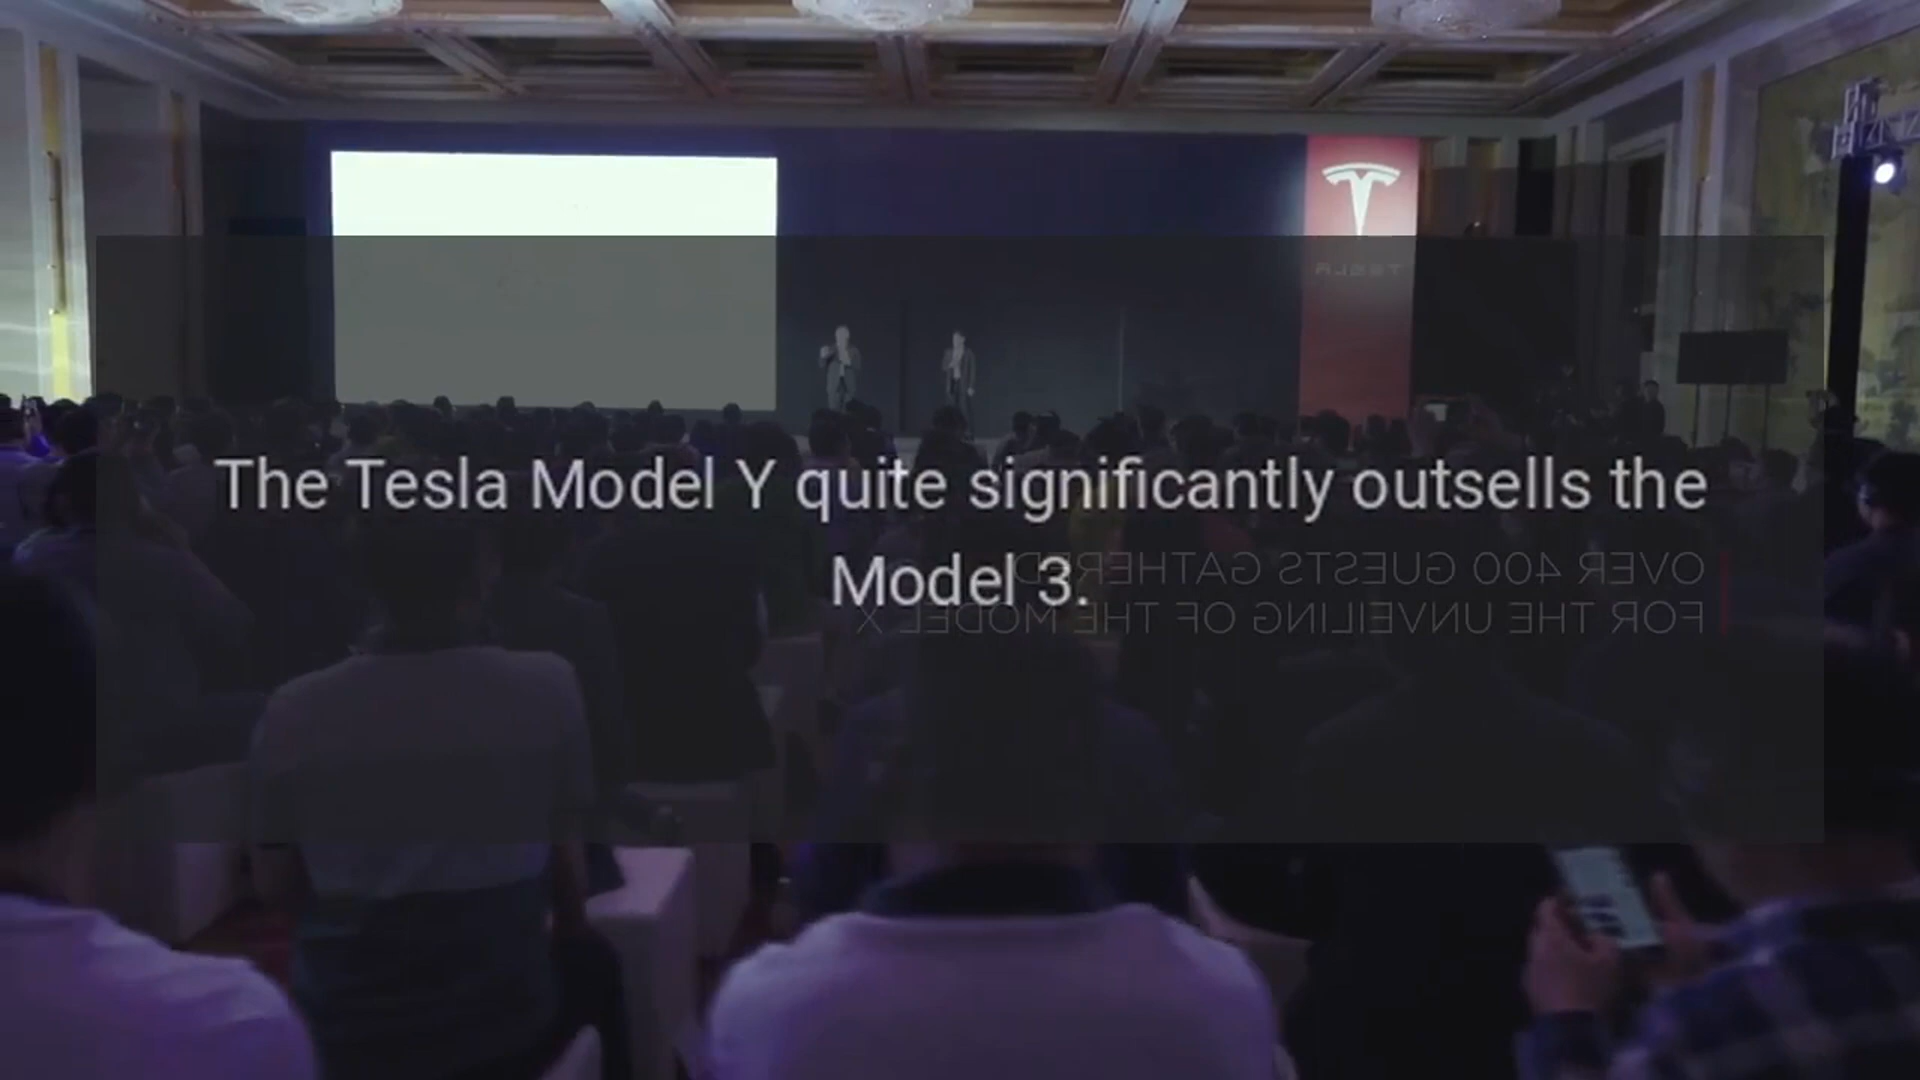 TESLA
The Tesla Model Y quite significantly outsells the
Model 3.
OVER 400 GUESTS GATHERED
FOR THE UNVEILING OF THE MODEL X